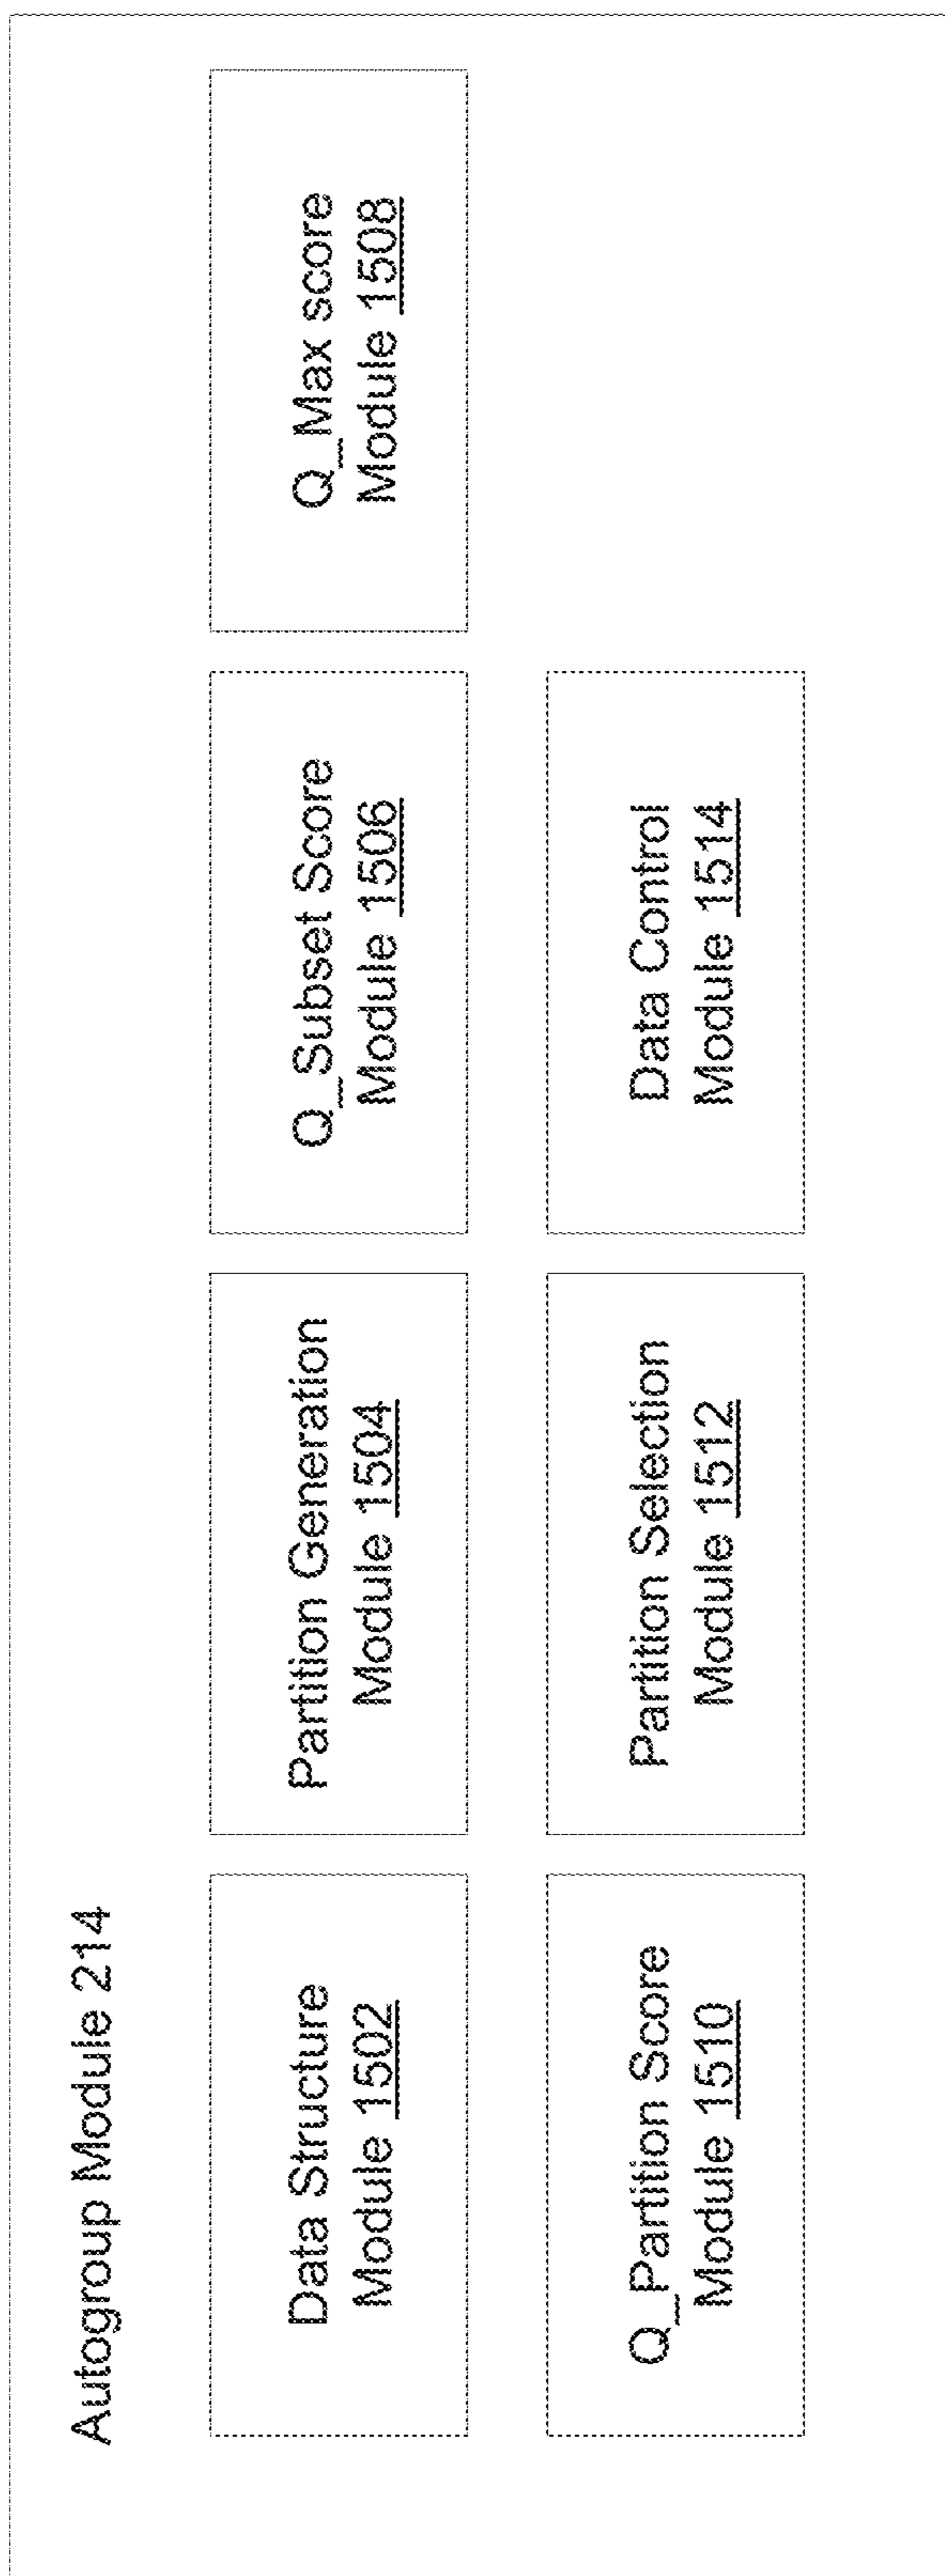 Autogroup Module 214
Data Structure
Module 1502
Partition Generation
Module 1504
Q_Subset Score
Module 1506
Q_Max score
Module 1508
Q_Partition Score
Module 1510
Partition Selection
Module 1512
Data Control
Module 1514